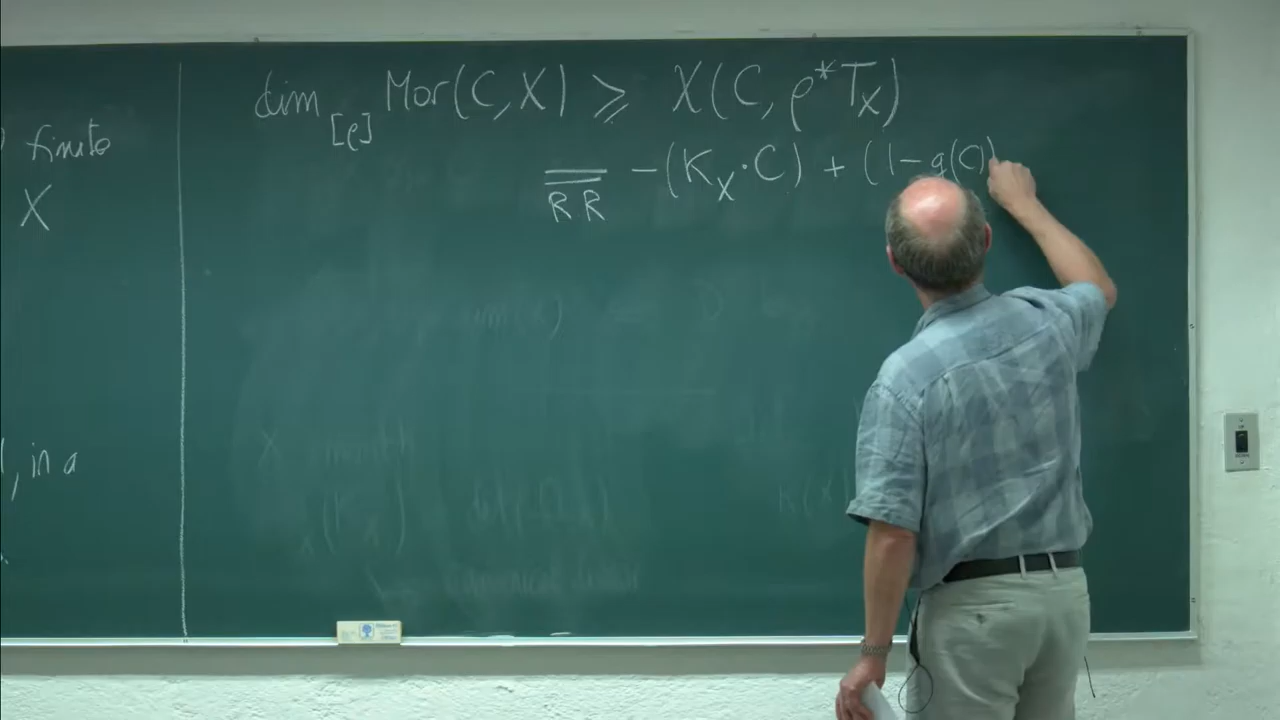 finite
X
, in a
dim [ρ] Mor(C, X) ⩾ χ(C, ρ*T_X)
= −(K_X · C) + (1 − g(C))
RR